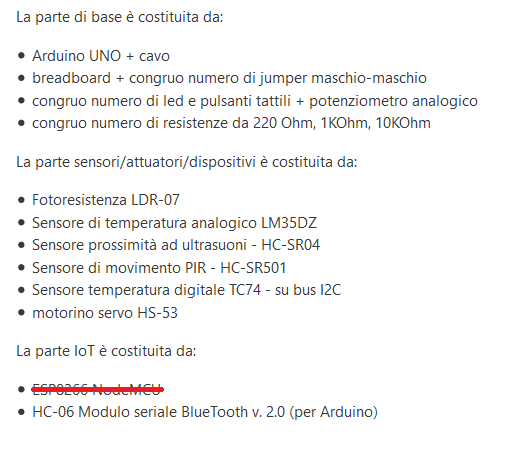 La parte di base è costituita da:
• Arduino UNO + cavo
• breadboard + congruo numero di jumper maschio-maschio
• congruo numero di led e pulsanti tattili + potenziometro analogico
• congruo numero di resistenze da 220 Ohm, 1KOhm, 10KOhm
La parte sensori/attuatori/dispositivi è costituita da:
• Fotoresistenza LDR-07
• Sensore di temperatura analogico LM35DZ
• Sensore prossimità ad ultrasuoni - HC-SR04
• Sensore di movimento PIR - HC-SR501
• Sensore temperatura digitale TC74 - su bus I2C
• motorino servo HS-53
La parte IoT è costituita da:
• ESP8266 NodeMCU
• HC-06 Modulo seriale BlueTooth v. 2.0 (per Arduino)